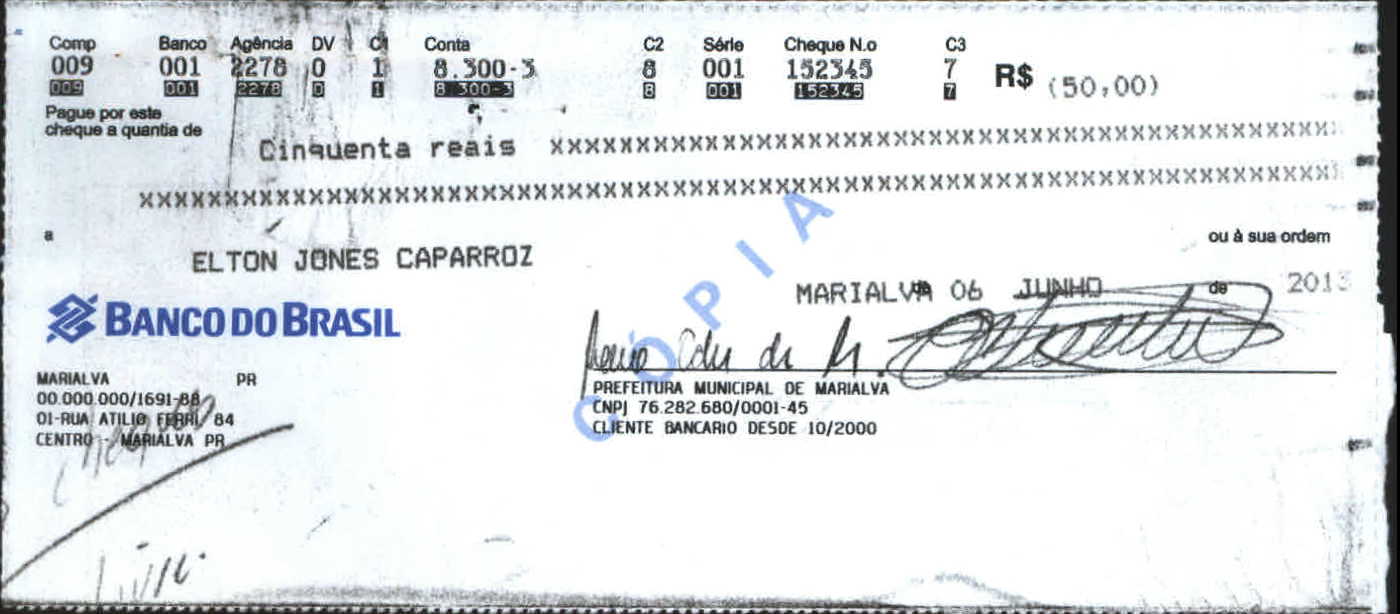 Comp Banco Agência DV C1 Conta C2 Série Cheque N.o C3
009 001 2278 0 1 8.300-3 8 001 152345 7 R$ (50,00)
009 001 2278 0 1 8 300-3 8 001 152345 7
Pague por este
cheque a quantia de
Cinquenta reais xxxxxxxxxxxxxxxxxxxxxxxxxxxxxxxxxxxxxxxxxxxxx
xxxxxxxxxxxxxxxxxxxxxxxxxxxxxxxxxxxxxxxxxxxxxxxxxxxxxxxxxxxxxxxxxxxx
a ou à sua ordem
ELTON JONES CAPARROZ
MARIALVA 06 JUNHO de 2013
BANCO DO BRASIL
CÓPIA
MARIALVA PR
00.000.000/1691-88
01-RUA ATILIO FERRI 84
CENTRO - MARIALVA PR
PREFEITURA MUNICIPAL DE MARIALVA
CNPJ 76.282.680/0001-45
CLIENTE BANCARIO DESDE 10/2000